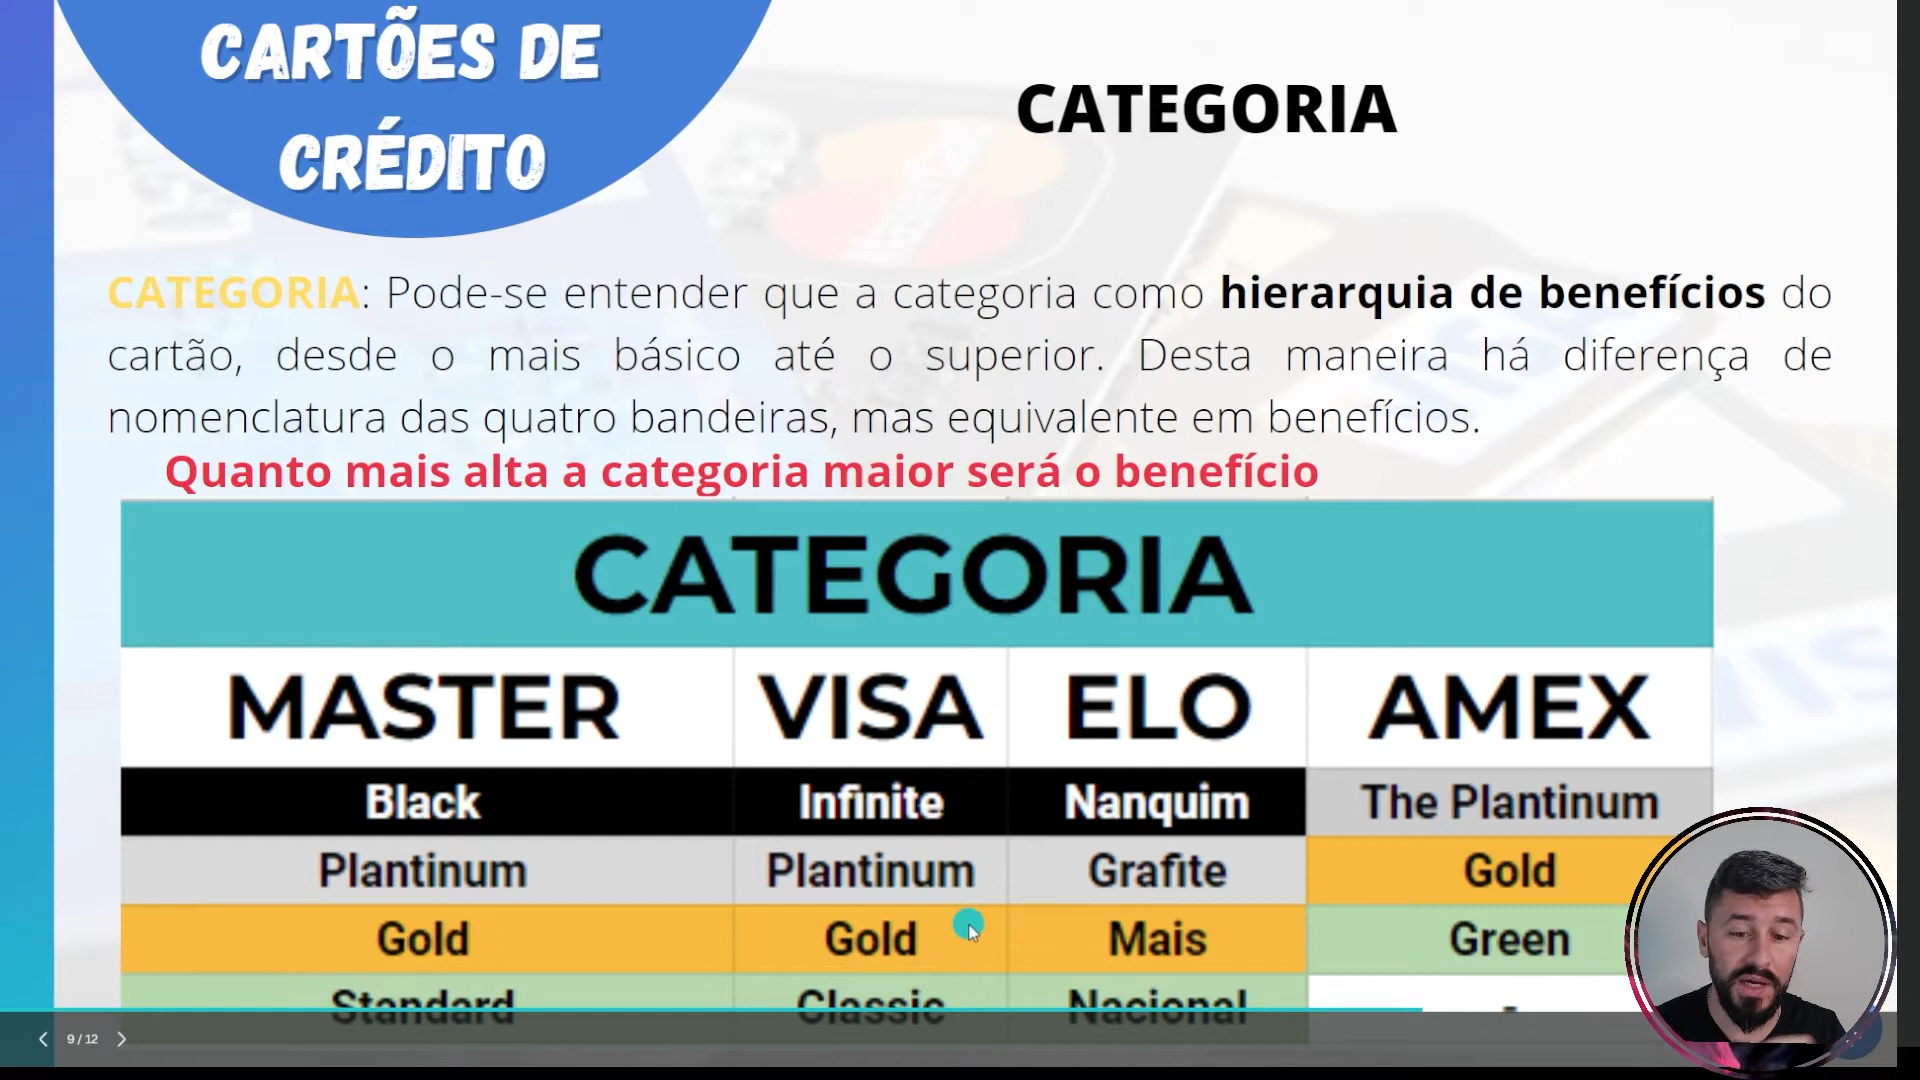 CARTÕES DE
CRÉDITO
CATEGORIA
CATEGORIA: Pode-se entender que a categoria como hierarquia de benefícios do
cartão, desde o mais básico até o superior. Desta maneira há diferença de
nomenclatura das quatro bandeiras, mas equivalente em benefícios.
Quanto mais alta a categoria maior será o benefício
CATEGORIA
MASTER VISA ELO AMEX
Black Infinite Nanquim The Plantinum
Plantinum Plantinum Grafite Gold
Gold Gold Mais Green
Standard Classic Nacional -
9 / 12